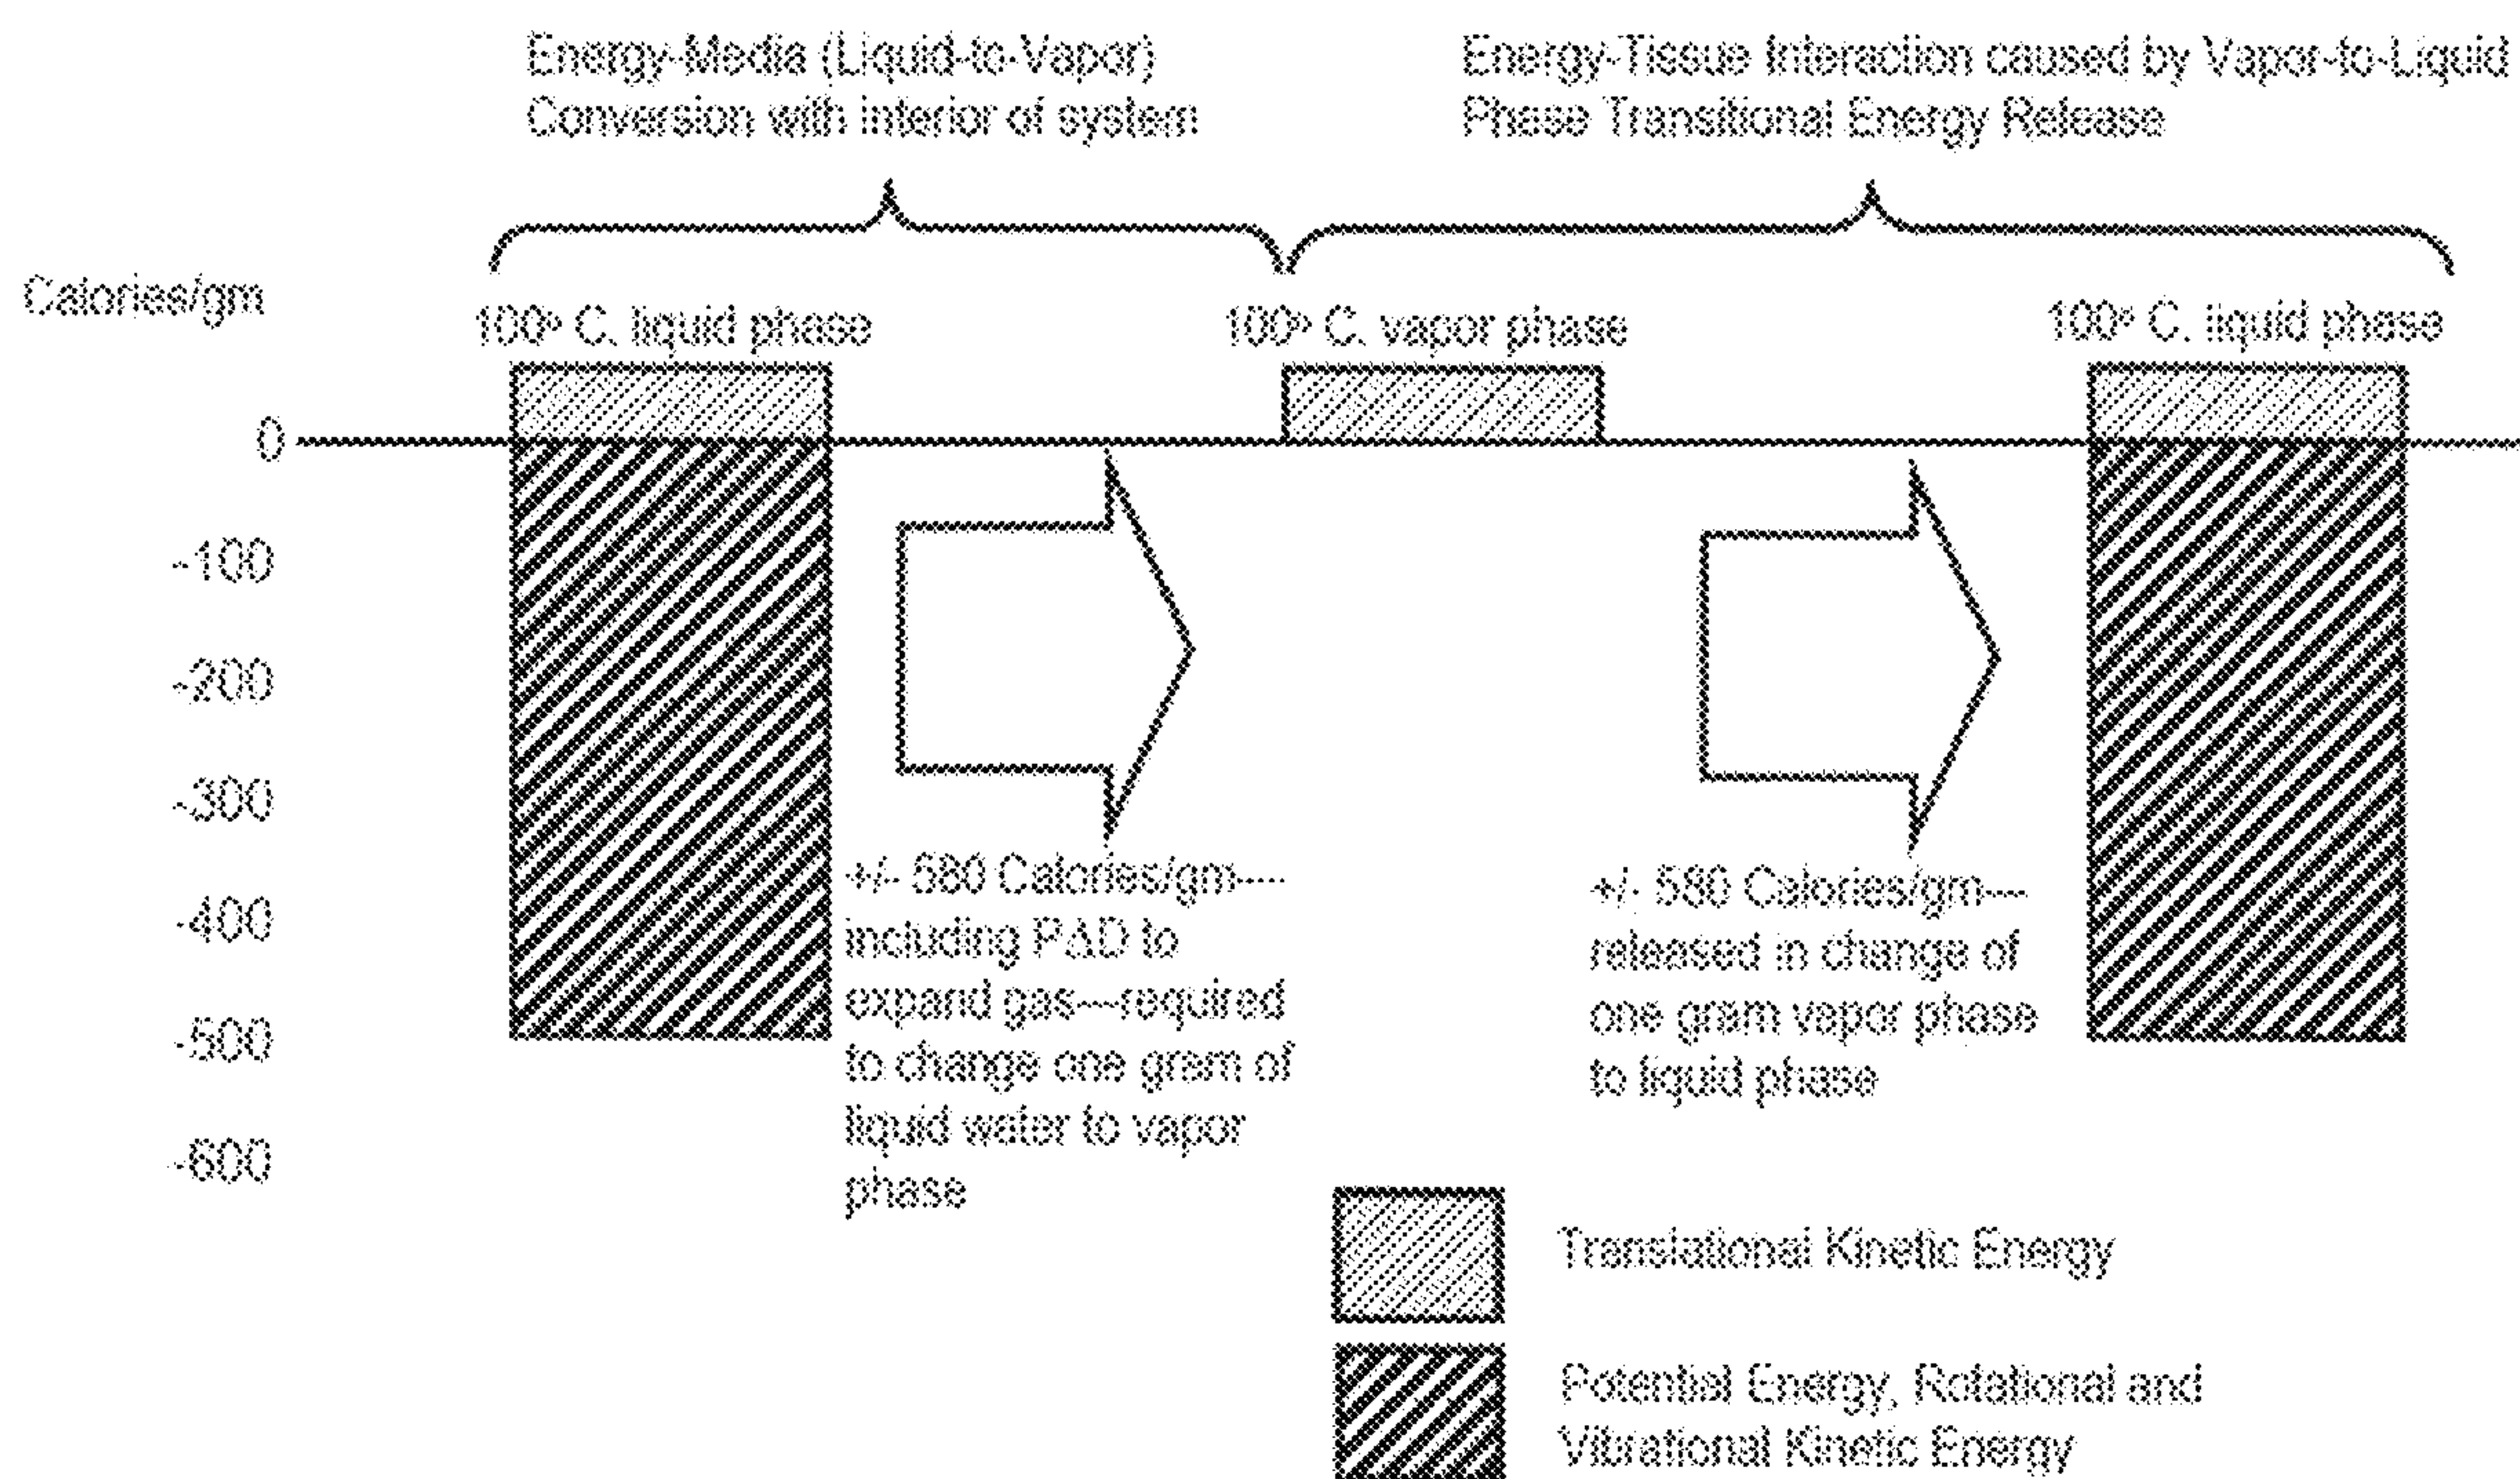 Energy-Media (Liquid-to-Vapor)
Conversion with interior of system
Energy-Tissue Interaction caused by Vapor-to-Liquid
Phase Transitional Energy Release
Calories/gm
100° C. liquid phase
100° C. vapor phase
100° C. liquid phase
0
-100
-200
-300
-400
-500
-600
+/- 580 Calories/gm—
including PΔD to
expand gas—required
to change one gram of
liquid water to vapor
phase
+/- 580 Calories/gm—
released in change of
one gram vapor phase
to liquid phase
Translational Kinetic Energy
Potential Energy, Rotational and
Vibrational Kinetic Energy